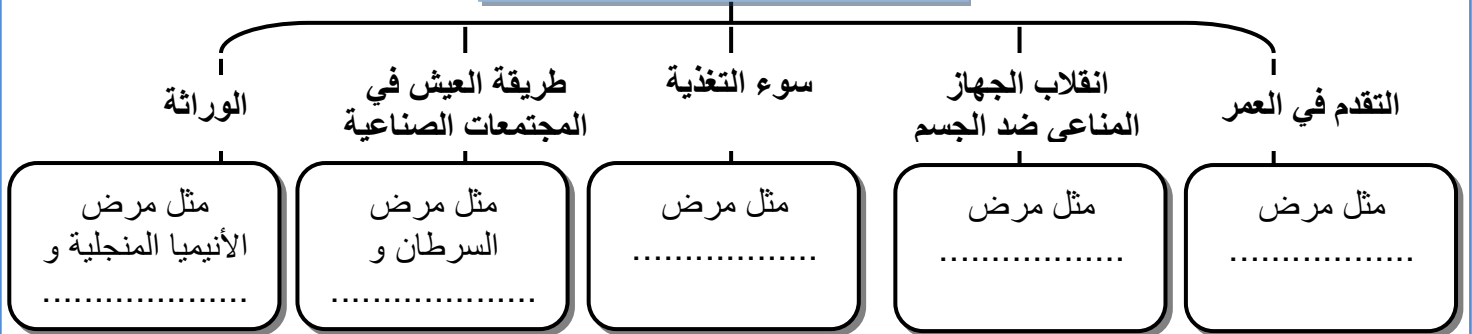 التقدم في العمر
انقلاب الجهاز
المناعي ضد الجسم
سوء التغذية
طريقة العيش في
المجتمعات الصناعية
الوراثة
مثل مرض
..................
مثل مرض
..................
مثل مرض
..................
مثل مرض
السرطان و
....................
مثل مرض
الأنيميا المنجلية و
....................